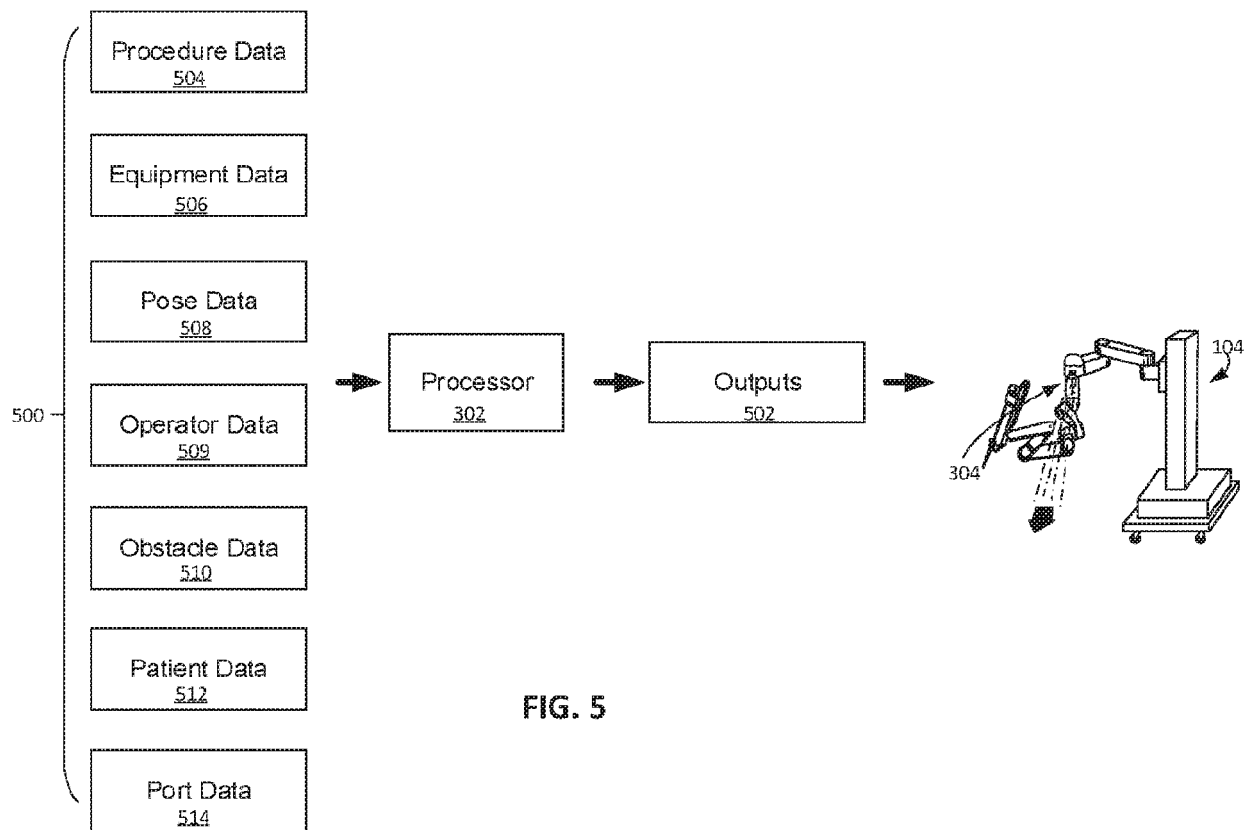 Procedure Data
504
Equipment Data
506
Pose Data
508
500
Operator Data
509
Obstacle Data
510
Patient Data
512
Port Data
514
Processor
302
Outputs
502
104
304
FIG. 5